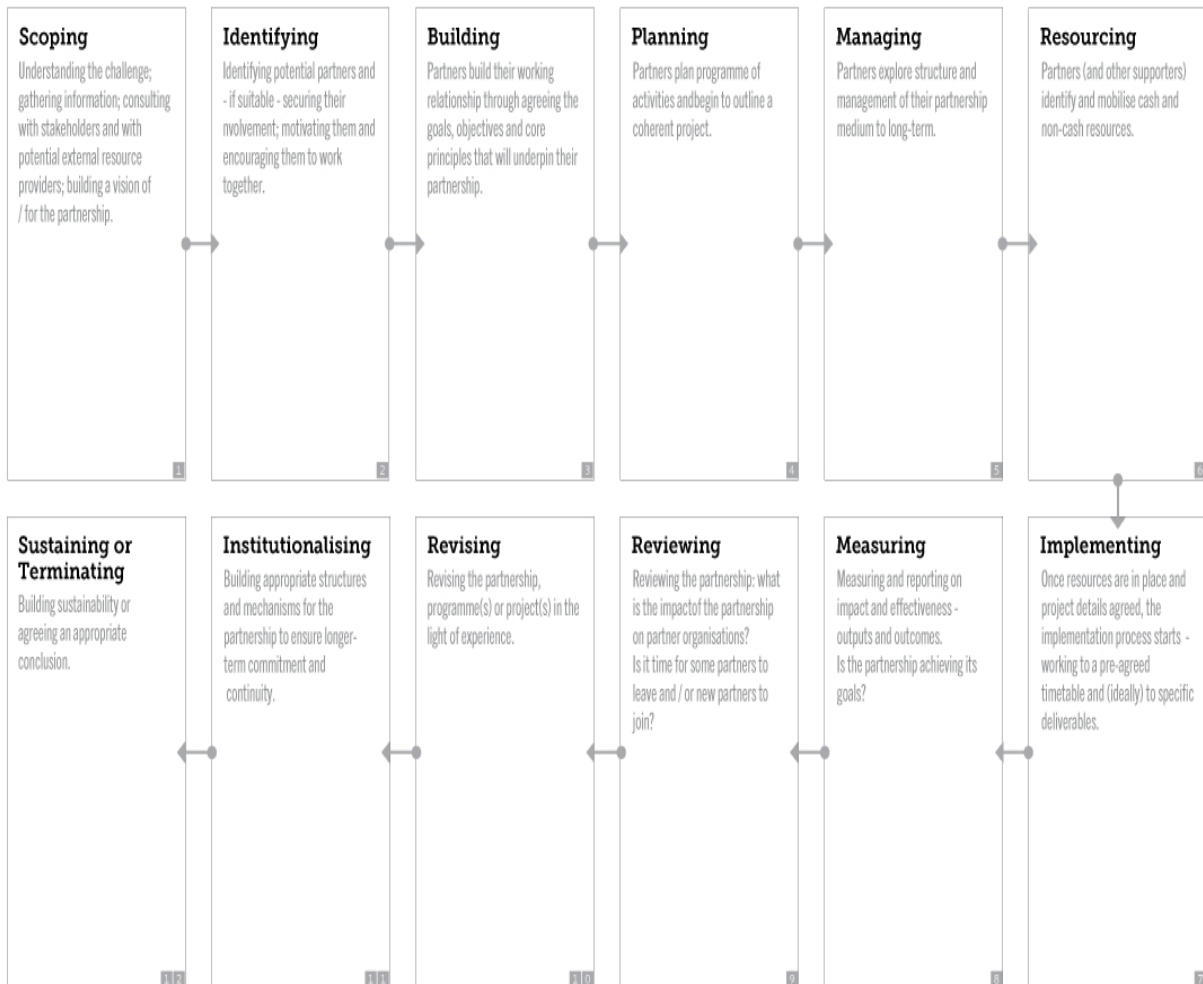 Scoping
Understanding the challenge;
gathering information; consulting
with stakeholders and with
potential external resource
providers; building a vision of
/ for the partnership.
1
Identifying
Identifying potential partners and
- if suitable - securing their
nvolvement; motivating them and
encouraging them to work
together.
2
Building
Partners build their working
relationship through agreeing the
goals, objectives and core
principles that will underpin their
partnership.
3
Planning
Partners plan programme of
activities andbegin to outline a
coherent project.
4
Managing
Partners explore structure and
management of their partnership
medium to long-term.
5
Resourcing
Partners (and other supporters)
identify and mobilise cash and
non-cash resources.
6
Implementing
Once resources are in place and
project details agreed, the
implementation process starts -
working to a pre-agreed
timetable and (ideally) to specific
deliverables.
7
Measuring
Measuring and reporting on
impact and effectiveness -
outputs and outcomes.
Is the partnership achieving its
goals?
8
Reviewing
Reviewing the partnership: what
is the impactof the partnership
on partner organisations?
Is it time for some partners to
leave and / or new partners to
join?
9
Revising
Revising the partnership,
programme(s) or project(s) in the
light of experience.
10
Institutionalising
Building appropriate structures
and mechanisms for the
partnership to ensure longer-
term commitment and
continuity.
11
Sustaining or
Terminating
Building sustainability or
agreeing an appropriate
conclusion.
12